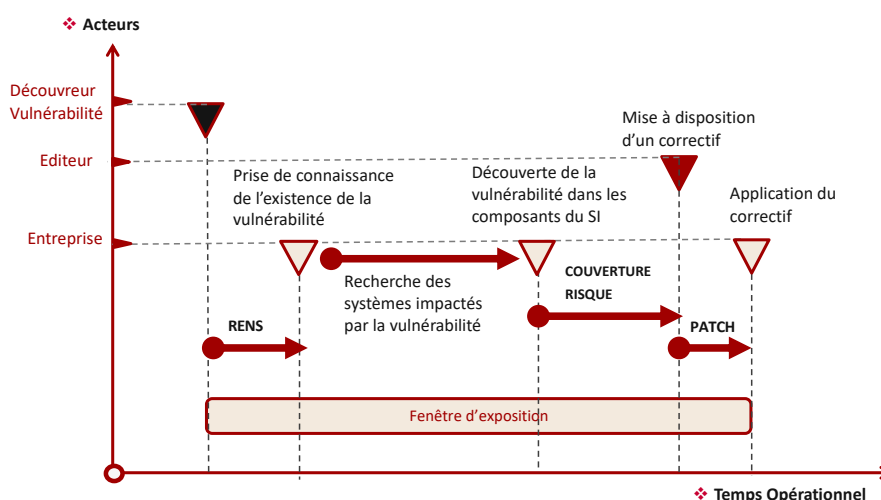 ❖ Acteurs
Découvreur
Vulnérabilité
Editeur
Entreprise
Mise à disposition
d’un correctif
Prise de connaissance
de l’existence de la
vulnérabilité
Découverte de la
vulnérabilité dans les
composants du SI
Application du
correctif
Recherche des
systèmes impactés
par la vulnérabilité
COUVERTURE
RISQUE
RENS
PATCH
Fenêtre d’exposition
❖ Temps Opérationnel